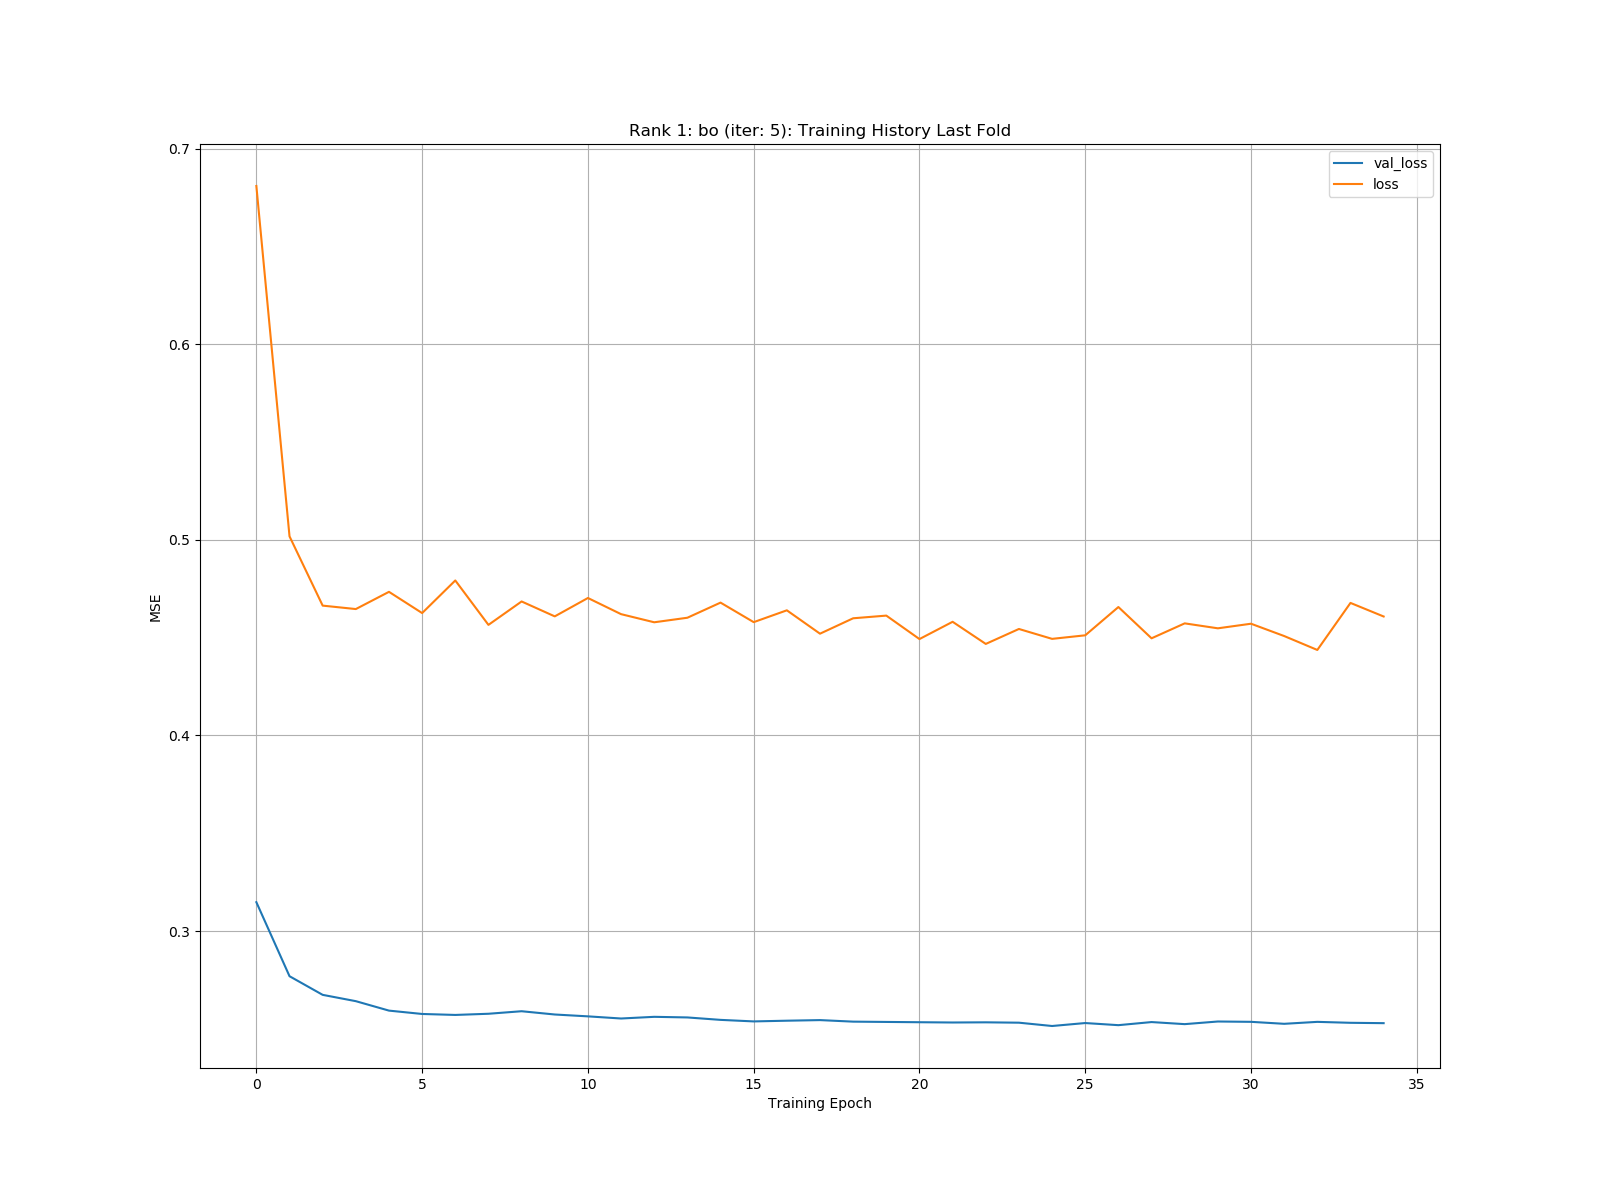 Rank 1: bo (iter: 5): Training History Last Fold
0.7
0.6
0.5
0.4
0.3
MSE
val_loss
loss
0 5 10 15 20 25 30 35
Training Epoch